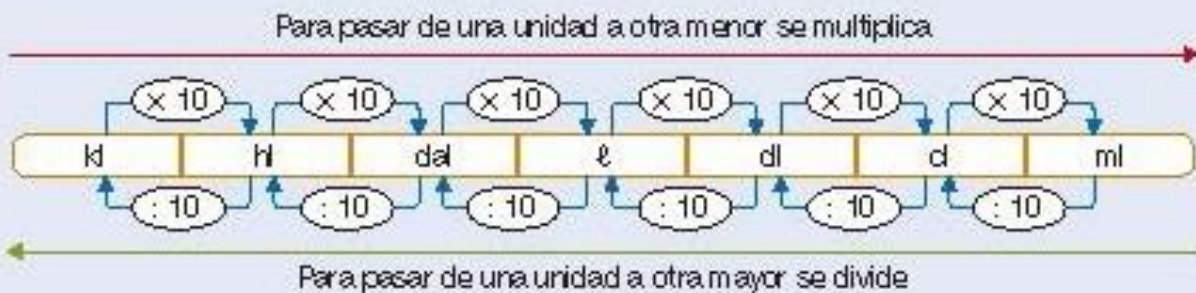 Para pasar de una unidad a otra menor se multiplica
x 10 x 10 x 10 x 10 x 10 x 10
kl hl dal ℓ dl cl ml
: 10 : 10 : 10 : 10 : 10 : 10
Para pasar de una unidad a otra mayor se divide